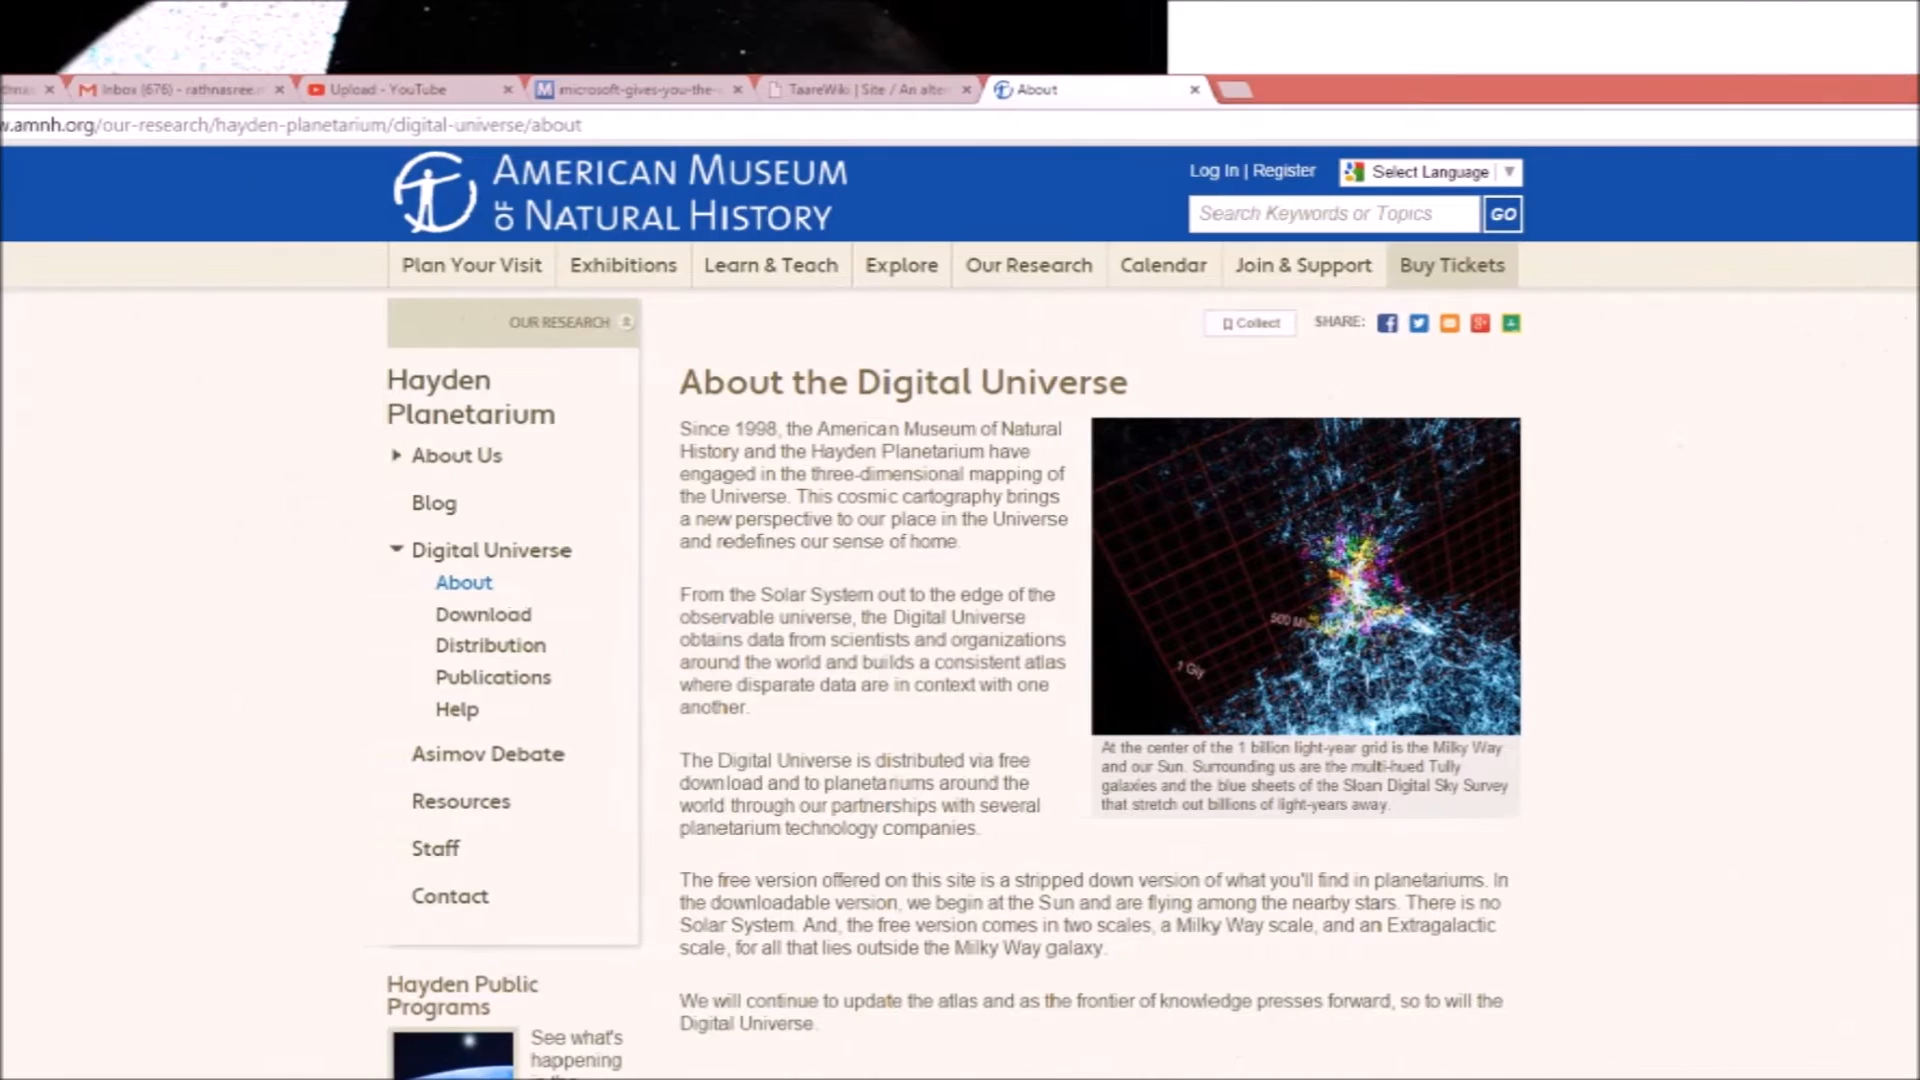 Inbox (676) - rathnasree.
Upload - YouTube
microsoft-gives-you-the-
TaareWiki | Site / An alter
About
w.amnh.org/our-research/hayden-planetarium/digital-universe/about
AMERICAN MUSEUM
OF NATURAL HISTORY
Log In | Register
Select Language
Search Keywords or Topics
GO
Plan Your Visit
Exhibitions
Learn & Teach
Explore
Our Research
Calendar
Join & Support
Buy Tickets
OUR RESEARCH
Collect
SHARE:
Hayden
Planetarium
About Us
Blog
Digital Universe
About
Download
Distribution
Publications
Help
Asimov Debate
Resources
Staff
Contact
Hayden Public
Programs
See what's
happening
in the
About the Digital Universe
Since 1998, the American Museum of Natural
History and the Hayden Planetarium have
engaged in the three-dimensional mapping of
the Universe. This cosmic cartography brings
a new perspective to our place in the Universe
and redefines our sense of home.
From the Solar System out to the edge of the
observable universe, the Digital Universe
obtains data from scientists and organizations
around the world and builds a consistent atlas
where disparate data are in context with one
another.
The Digital Universe is distributed via free
download and to planetariums around the
world through our partnerships with several
planetarium technology companies.
500 M
1 Gly
At the center of the 1 billion light-year grid is the Milky Way
and our Sun. Surrounding us are the multi-hued Tully
galaxies and the blue sheets of the Sloan Digital Sky Survey
that stretch out billions of light-years away.
The free version offered on this site is a stripped down version of what you'll find in planetariums. In
the downloadable version, we begin at the Sun and are flying among the nearby stars. There is no
Solar System. And, the free version comes in two scales, a Milky Way scale, and an Extragalactic
scale, for all that lies outside the Milky Way galaxy.
We will continue to update the atlas and as the frontier of knowledge presses forward, so to will the
Digital Universe.